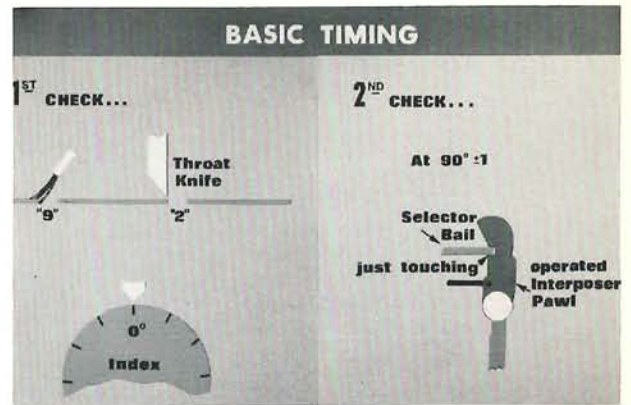 BASIC TIMING
1ST CHECK...
Throat
Knife
"9"
"2"
0°
Index
2ND CHECK...
At 90° ±1
Selector
Bail
just touching
operated
Interposer
Pawl